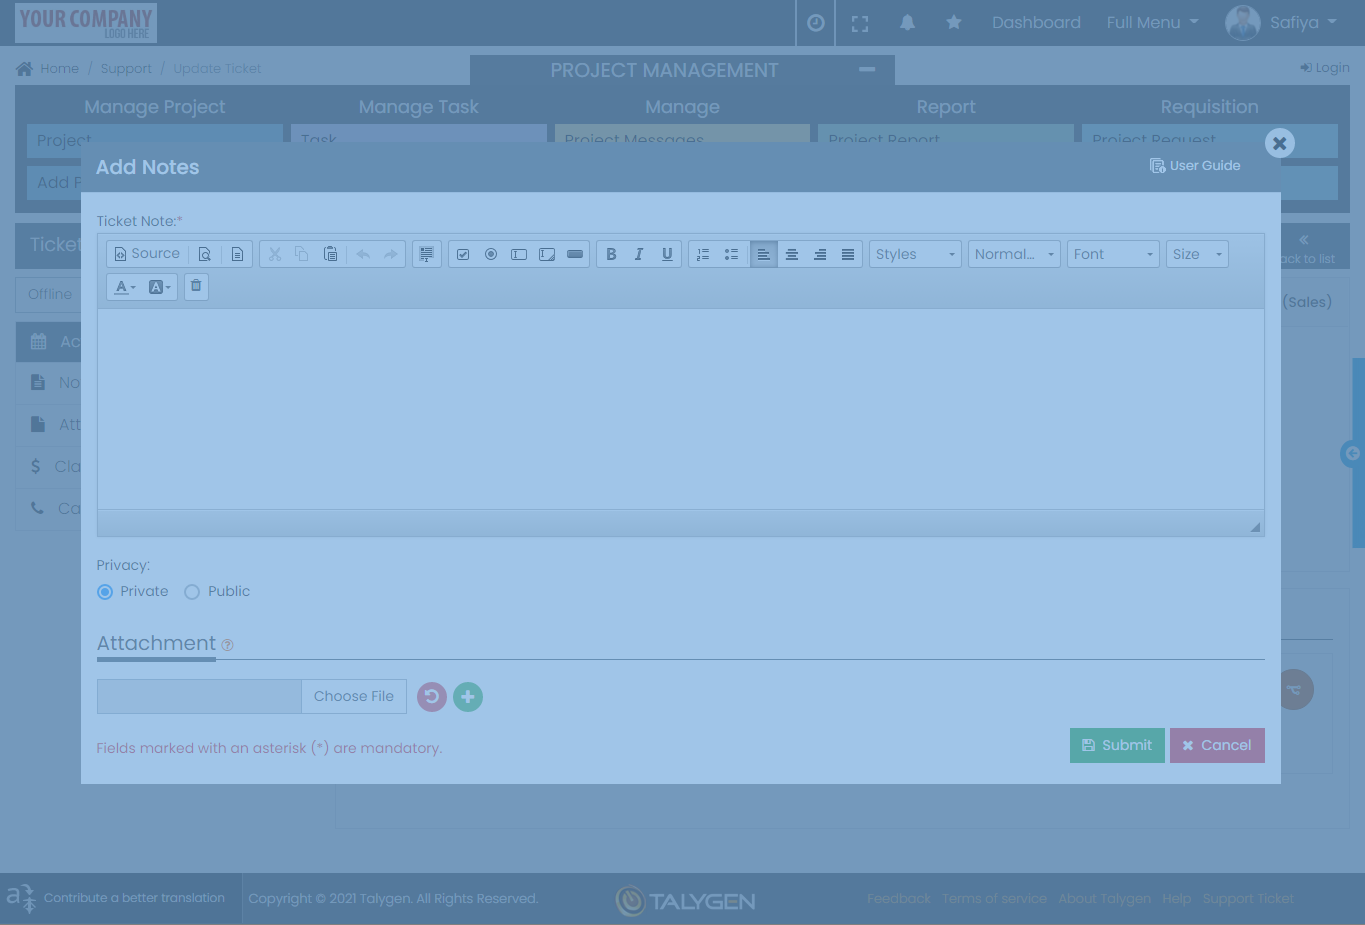 YOUR COMPANY
LOGO HERE
Dashboard
Full Menu
Safiya
Home / Support / Update Ticket
PROJECT MANAGEMENT
Login
Manage Project
Manage Task
Manage
Report
Requisition
Project
Task
Project Messages
Project Report
Project Request
Add P
Add Notes
User Guide
Ticket
ack to list
Offline
(Sales)
Ac
No
Att
Cla
Ca
Ticket Note:*
Source
B I U
Styles
Normal...
Font
Size
A
A
Privacy:
Private
Public
Attachment
Choose File
Fields marked with an asterisk (*) are mandatory.
Submit
Cancel
Contribute a better translation
Copyright © 2021 Talygen. All Rights Reserved.
TALYGEN
Feedback Terms of service About Talygen Help Support Ticket